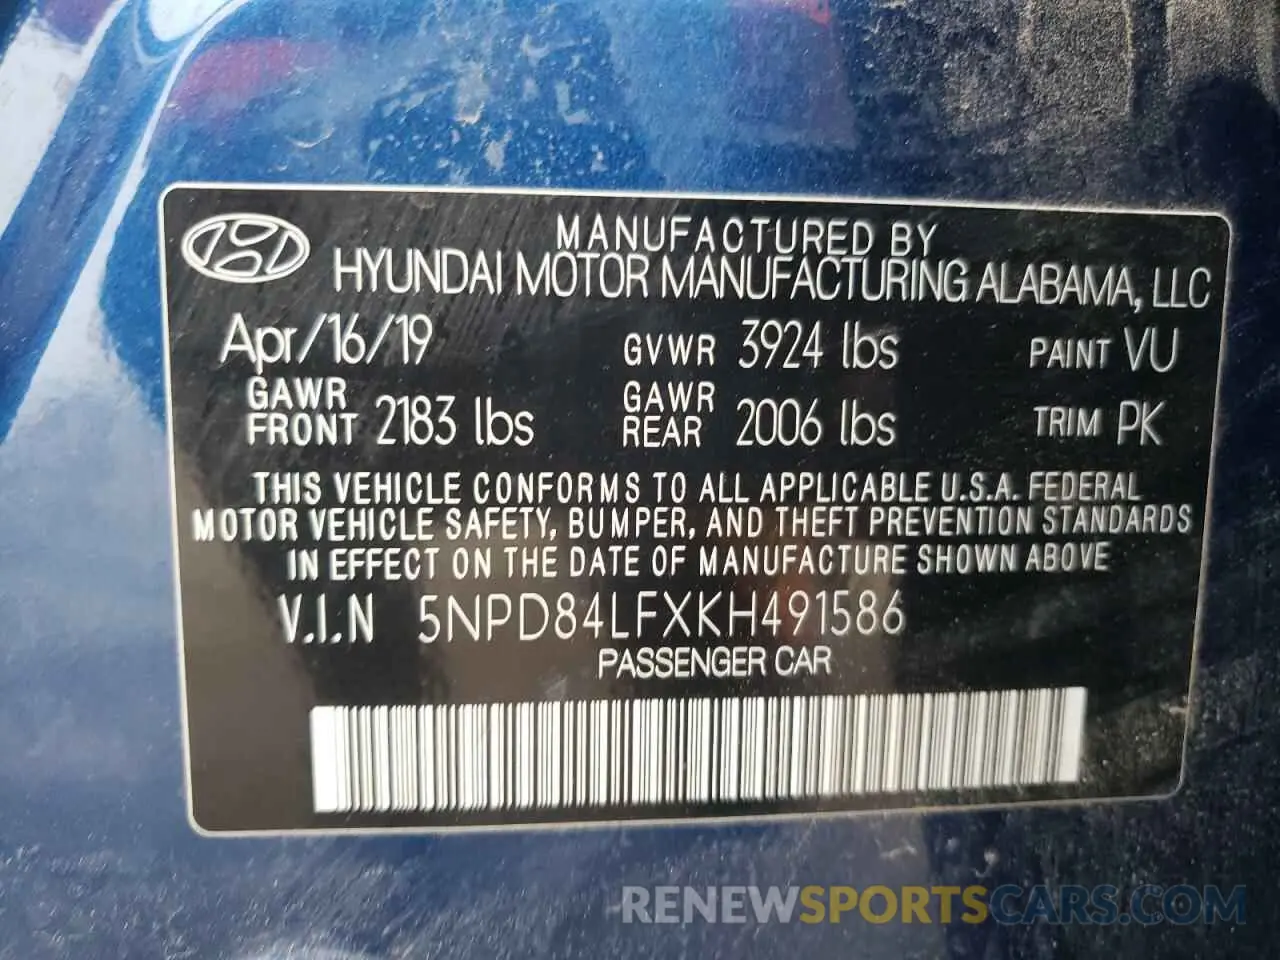 MANUFACTURED BY
HYUNDAI MOTOR MANUFACTURING ALABAMA, LLC
Apr/16/19 GVWR 3924 lbs PAINT VU
GAWR FRONT 2183 lbs GAWR REAR 2006 lbs TRIM PK
THIS VEHICLE CONFORMS TO ALL APPLICABLE U.S.A. FEDERAL
MOTOR VEHICLE SAFETY, BUMPER, AND THEFT PREVENTION STANDARDS
IN EFFECT ON THE DATE OF MANUFACTURE SHOWN ABOVE
V.I.N 5NPD84LFXKH491586
PASSENGER CAR
RENEWSPORTSCARS.COM